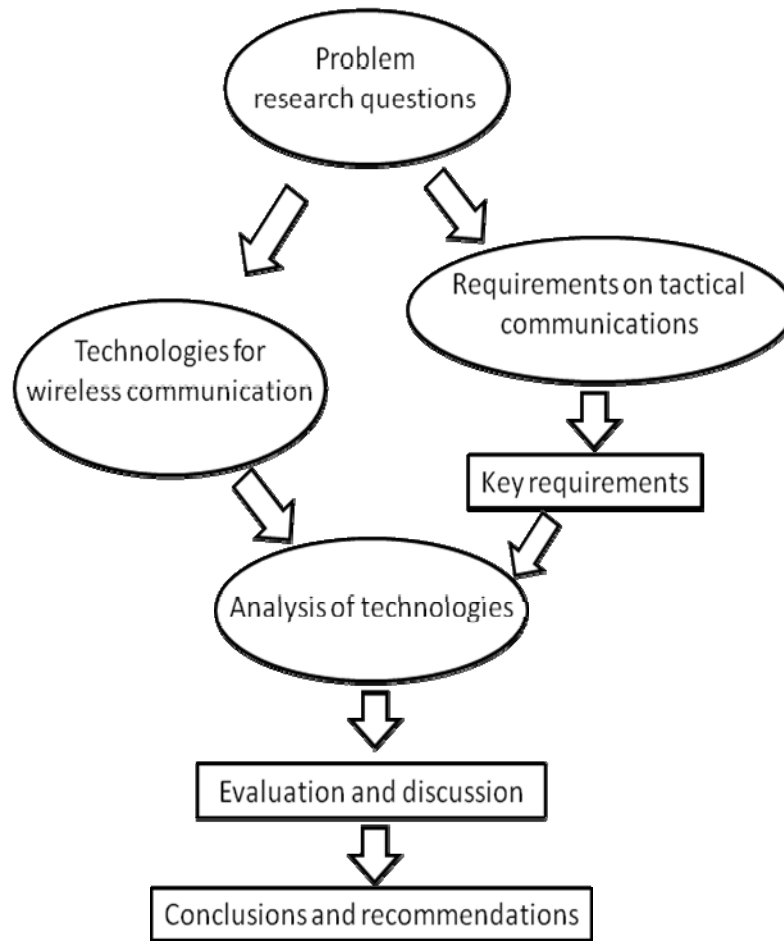 Problem
research questions
Requirements on tactical
communications
Technologies for
wireless communication
Key requirements
Analysis of technologies
Evaluation and discussion
Conclusions and recommendations